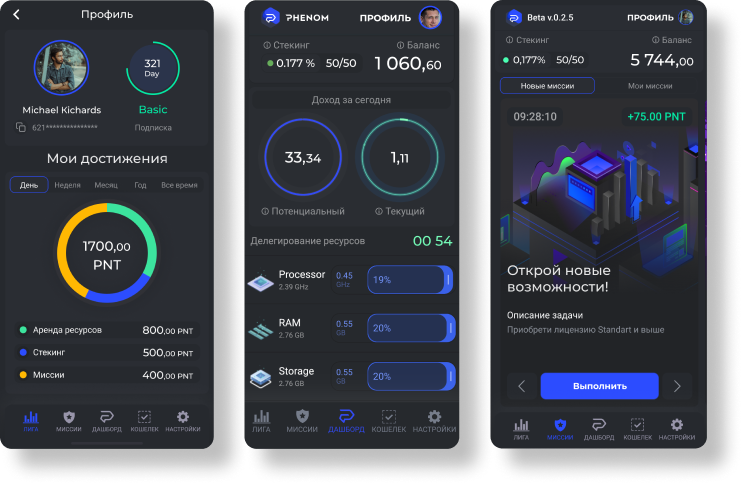 Профиль
321
Day
Michael Kichards
Basic
621***************
Подписка
Мои достижения
День Неделя Месяц Год Все время
1700,00
PNT
Аренда ресурсов 800,00 PNT
Стекинг 500,00 PNT
Миссии 400,00 PNT
ЛИГА МИССИИ ДАШБОРД КОШЕЛЕК НАСТРОЙКИ
PHENOM ПРОФИЛЬ
Стекинг Баланс
0.177 % 50/50 1 060,60
Доход за сегодня
33,34 1,11
Потенциальный Текущий
Делегирование ресурсов 00 54
Processor 0.45 19%
2.39 GHz GHz
RAM 0.55 20%
2.76 GB GB
Storage 0.55 20%
2.76 GB GB
ЛИГА МИССИИ ДАШБОРД КОШЕЛЕК НАСТРОЙКИ
Beta v.0.2.5 ПРОФИЛЬ
Стекинг Баланс
0,177% 50/50 5 744,00
Новые миссии Мои миссии
09:28:10 +75.00 PNT
Открой новые
возможности!
Описание задачи
Приобрети лицензию Standart и выше
Выполнить
ЛИГА МИССИИ ДАШБОРД КОШЕЛЕК НАСТРОЙКИ